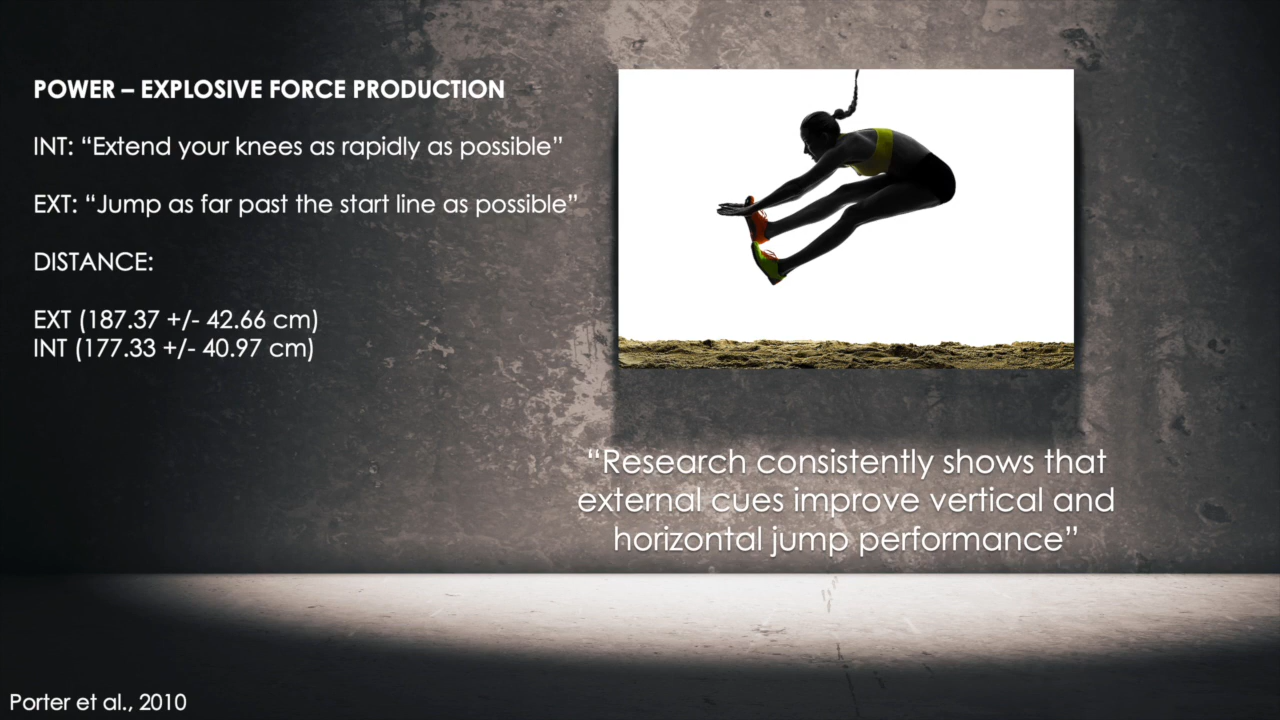 POWER – EXPLOSIVE FORCE PRODUCTION
INT: “Extend your knees as rapidly as possible”
EXT: “Jump as far past the start line as possible”
DISTANCE:
EXT (187.37 +/- 42.66 cm)
INT (177.33 +/- 40.97 cm)
“Research consistently shows that
external cues improve vertical and
horizontal jump performance”
Porter et al., 2010